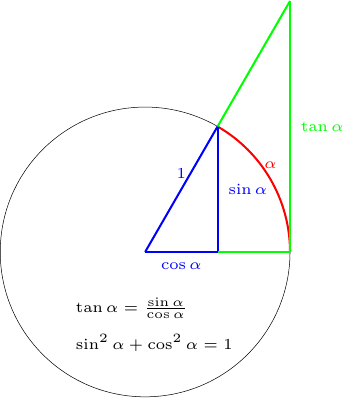 tan α
α
1
sin α
cos α
tan α = sin α / cos α
sin² α + cos² α = 1